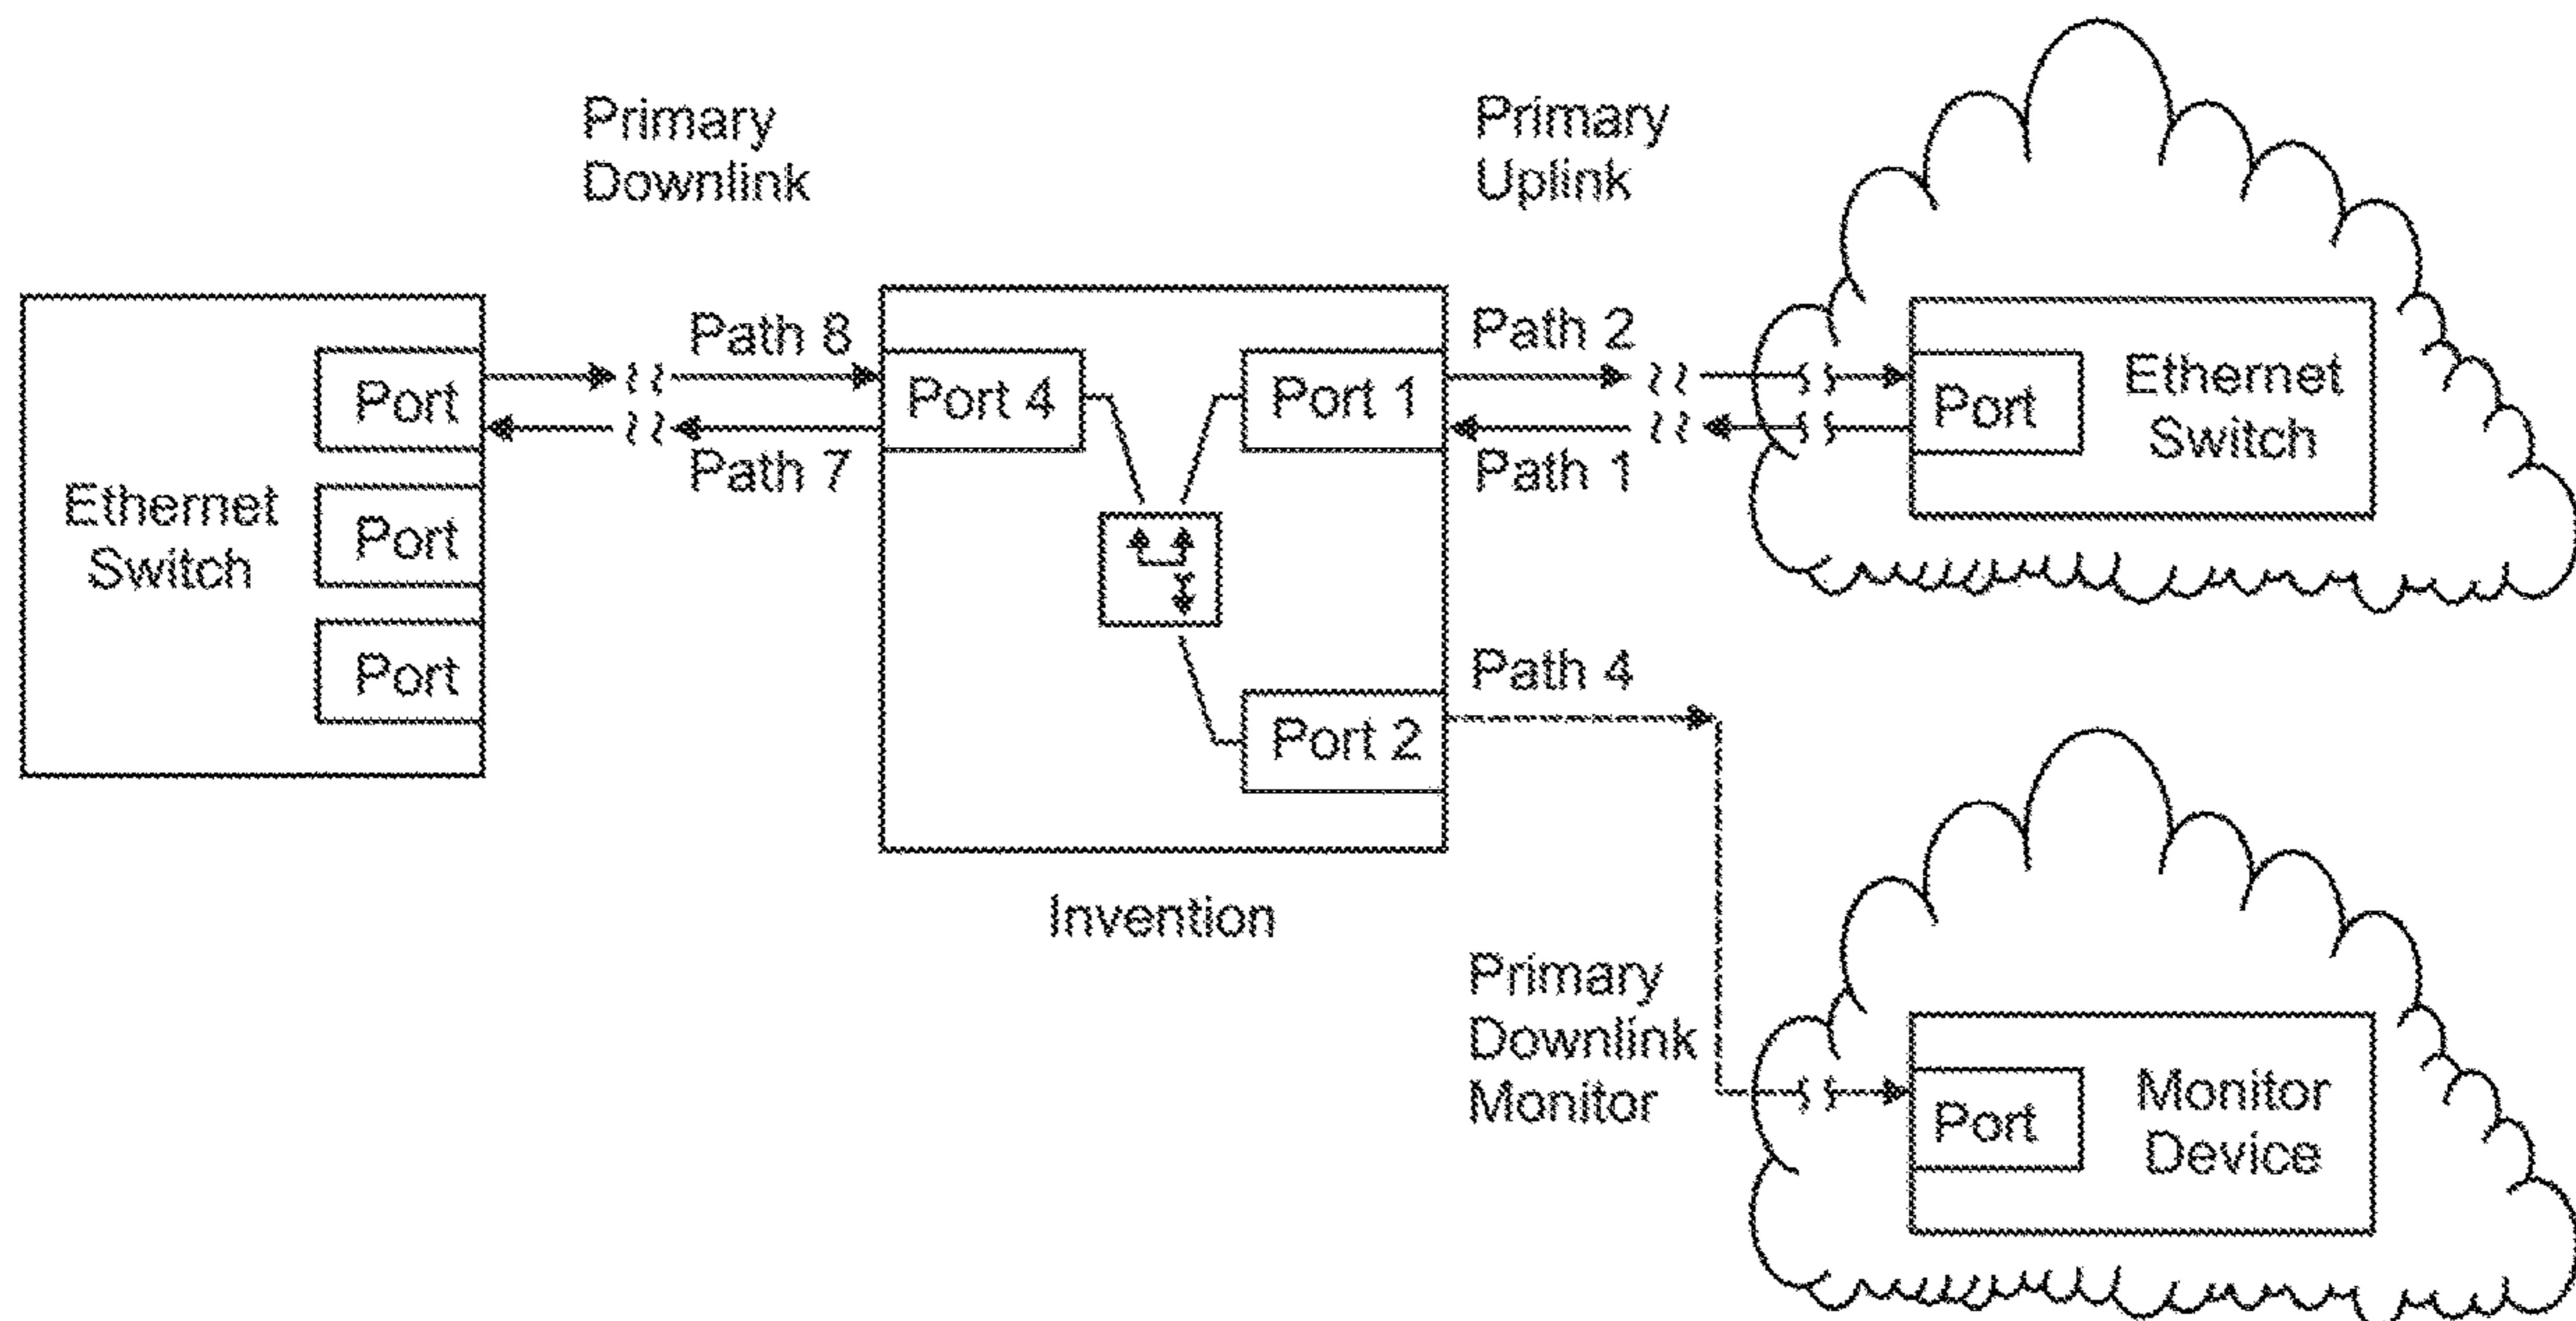 Primary
Downlink
Primary
Uplink
Path 8
Path 7
Path 2
Path 1
Port
Port
Port
Ethernet
Switch
Port 4
Port 1
Port 2
Invention
Port
Ethernet
Switch
Path 4
Primary
Downlink
Monitor
Port
Monitor
Device